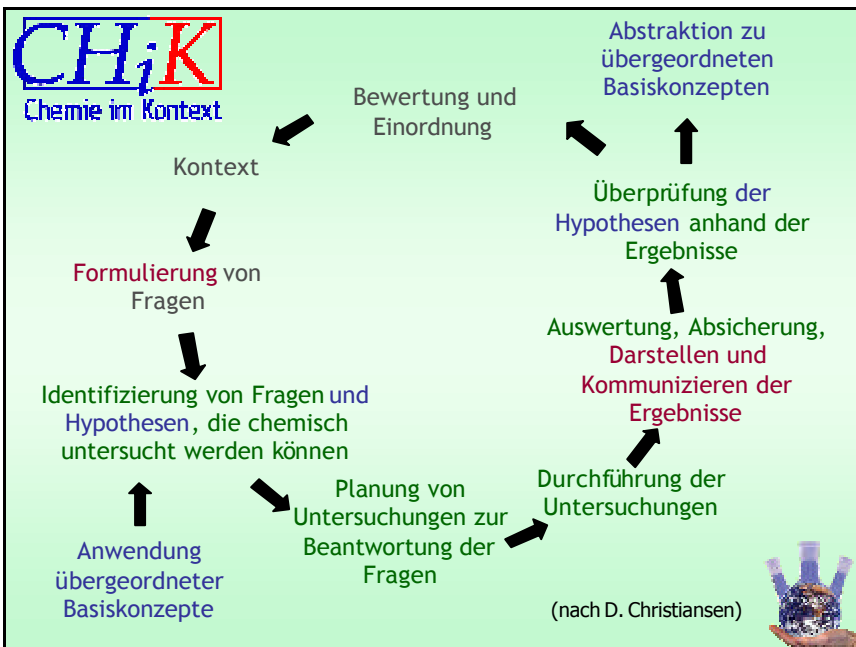 CHiK
Chemie im Kontext
Abstraktion zu
übergeordneten
Basiskonzepten
Bewertung und
Einordnung
Kontext
Formulierung von
Fragen
Identifizierung von Fragen und
Hypothesen, die chemisch
untersucht werden können
Anwendung
übergeordneter
Basiskonzepte
Planung von
Untersuchungen zur
Beantwortung der
Fragen
Durchführung der
Untersuchungen
Auswertung, Absicherung,
Darstellen und
Kommunizieren der
Ergebnisse
Überprüfung der
Hypothesen anhand der
Ergebnisse
(nach D. Christiansen)